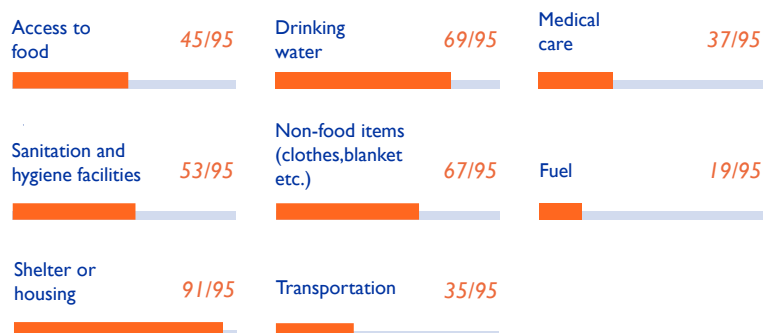 Access to
food
45/95
Drinking
water
69/95
Medical
care
37/95
Sanitation and
hygiene facilities
53/95
Non-food items
(clothes,blanket
etc.)
67/95
Fuel
19/95
Shelter or
housing
91/95
Transportation
35/95